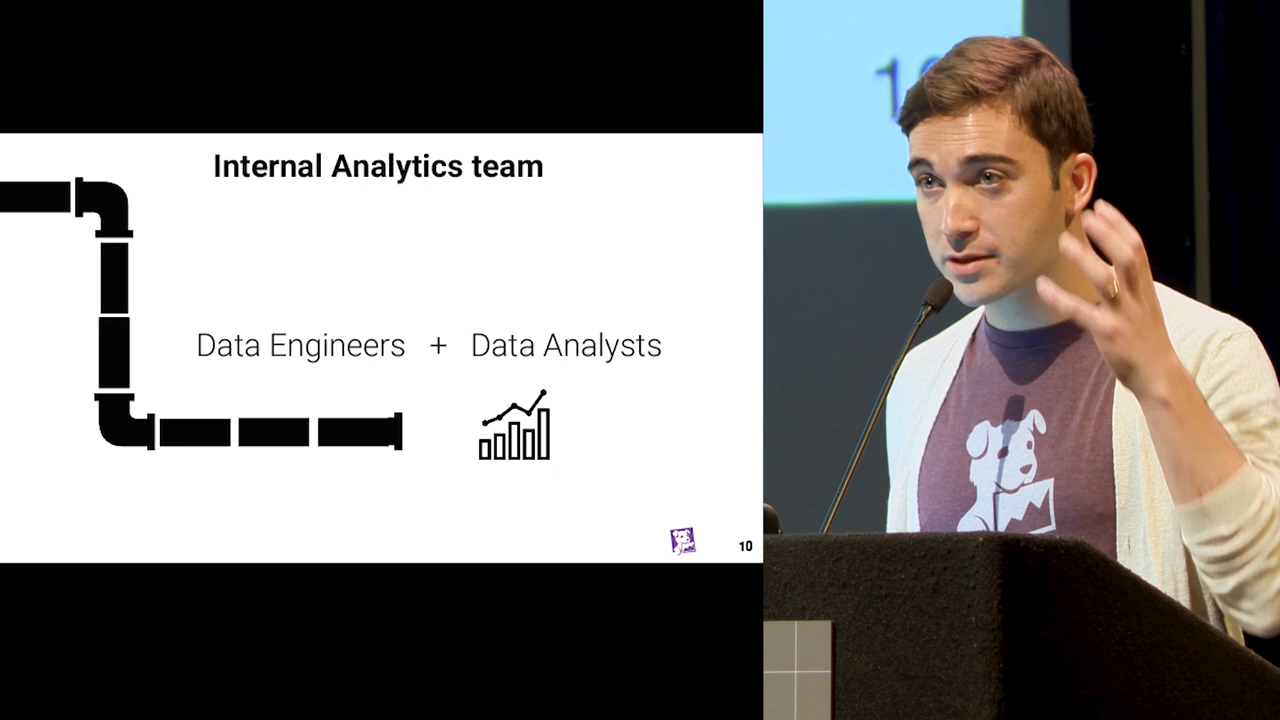 Internal Analytics team
Data Engineers + Data Analysts
10